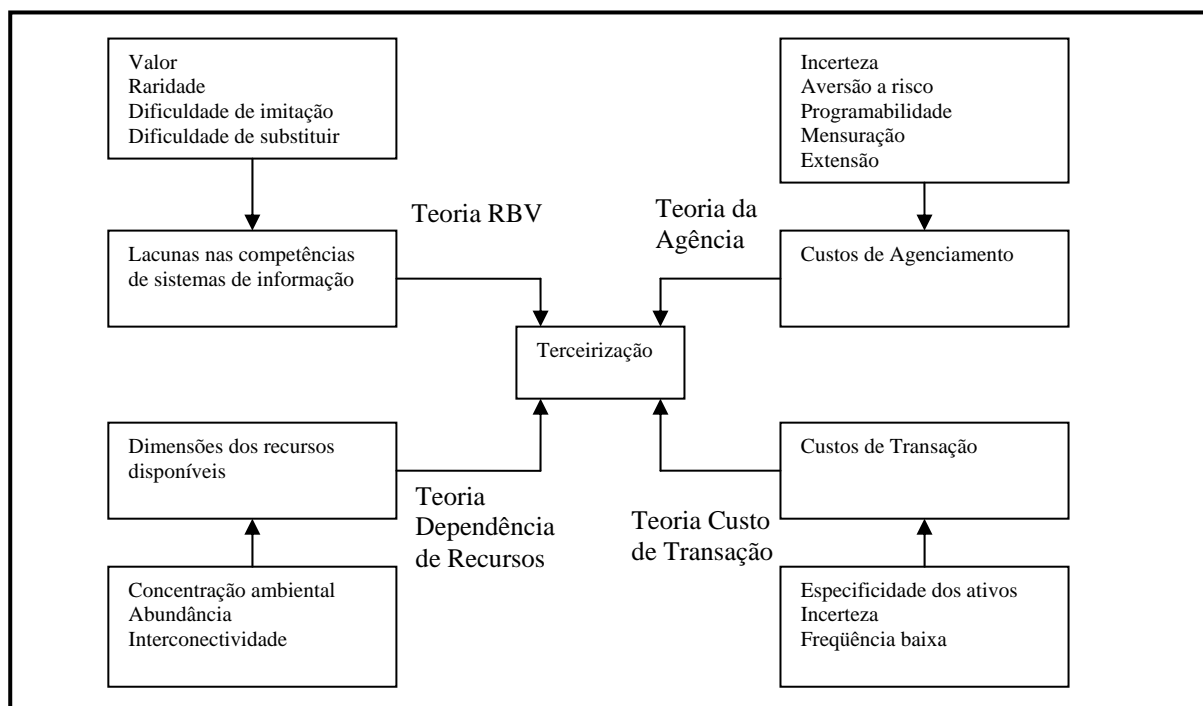 Valor
Raridade
Dificuldade de imitação
Dificuldade de substituir
Incerteza
Aversão a risco
Programabilidade
Mensuração
Extensão
Teoria RBV
Teoria da
Agência
Lacunas nas competências
de sistemas de informação
Custos de Agenciamento
Terceirização
Dimensões dos recursos
disponíveis
Custos de Transação
Teoria
Dependência
de Recursos
Teoria Custo
de Transação
Concentração ambiental
Abundância
Interconectividade
Especificidade dos ativos
Incerteza
Freqüência baixa